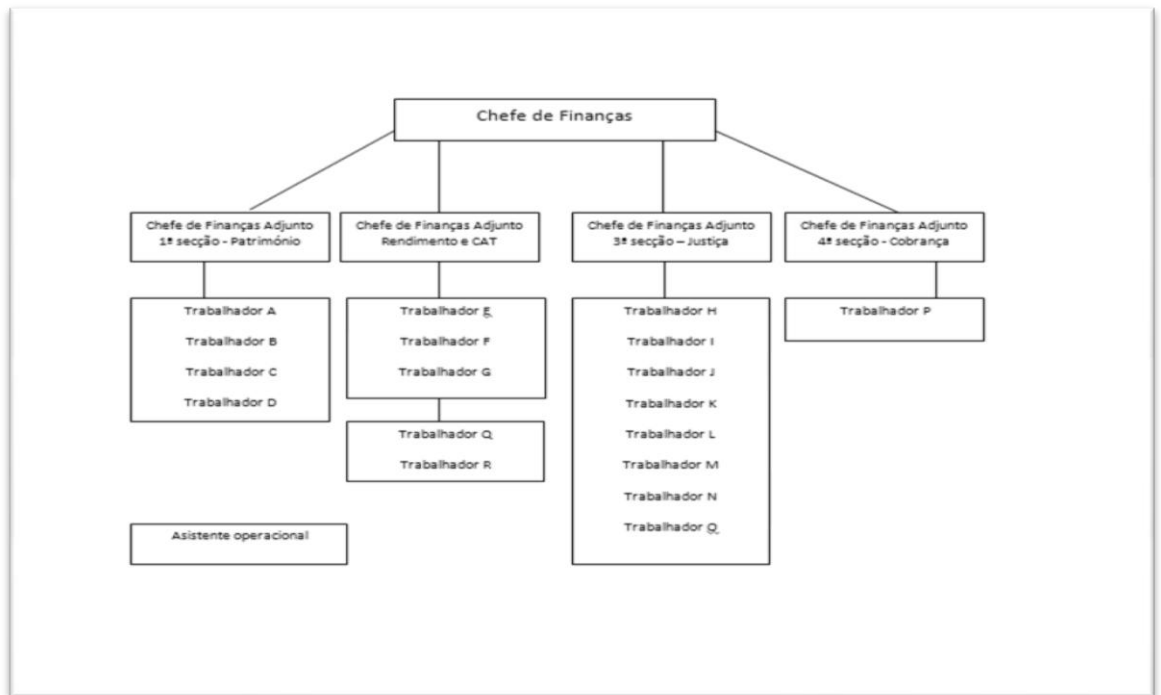 Chefe de Finanças
Chefe de Finanças Adjunto
1ª secção - Património
Chefe de Finanças Adjunto
Rendimento e CAT
Chefe de Finanças Adjunto
3ª secção – Justiça
Chefe de Finanças Adjunto
4ª secção - Cobrança
Trabalhador A
Trabalhador B
Trabalhador C
Trabalhador D
Trabalhador E
Trabalhador F
Trabalhador G
Trabalhador Q
Trabalhador R
Trabalhador H
Trabalhador I
Trabalhador J
Trabalhador K
Trabalhador L
Trabalhador M
Trabalhador N
Trabalhador O
Trabalhador P
Asistente operacional